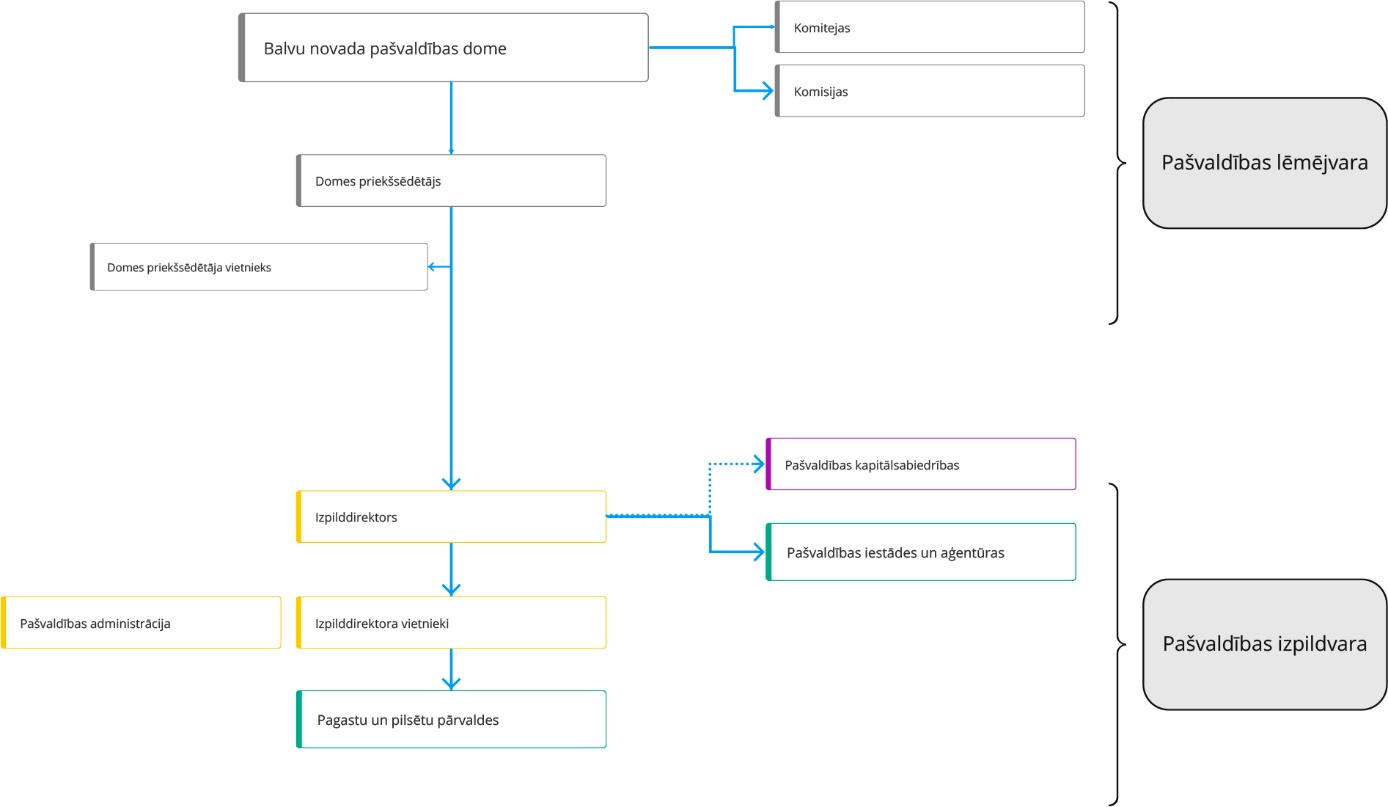 Balvu novada pašvaldības dome
Komitejas
Komisijas
Pašvaldības lēmējvara
Domes priekšsēdētājs
Domes priekšsēdētāja vietnieks
Pašvaldības kapitālsabiedrības
Izpilddirektors
Pašvaldības iestādes un aģentūras
Pašvaldības administrācija
Izpilddirektora vietnieki
Pašvaldības izpildvara
Pagastu un pilsētu pārvaldes